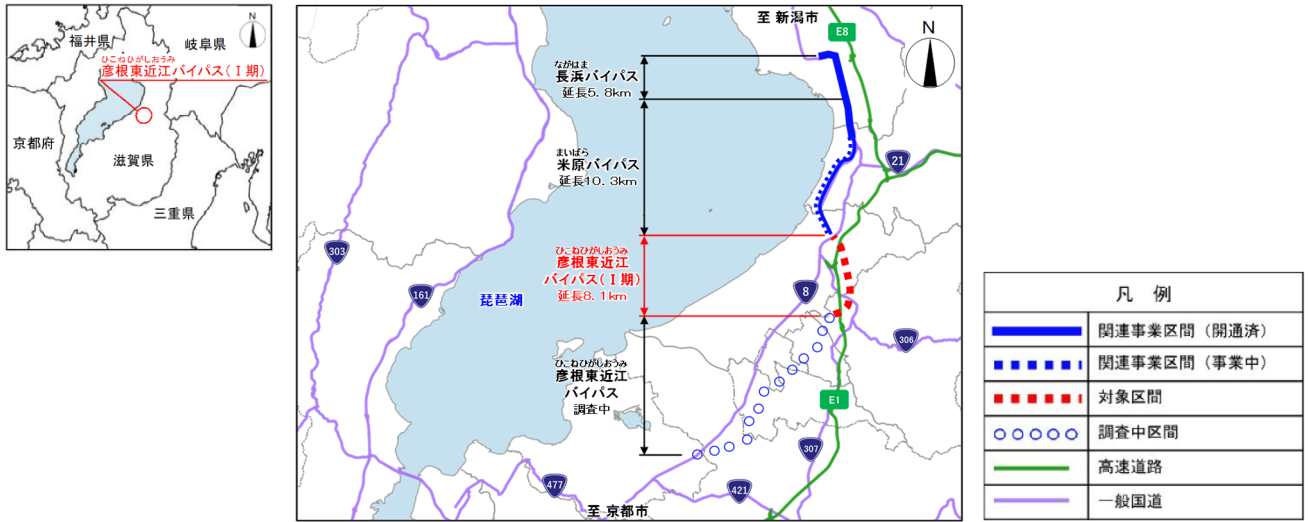 N
福井県
岐阜県
ひこねひがしおうみ
彦根東近江バイパス(Ⅰ期)
京都府
滋賀県
三重県
至 新潟市
E8
N
ながはま
長浜バイパス
延長5.8km
まいばら
米原バイパス
延長10.3km
21
ひこねひがしおうみ
彦根東近江
バイパス(Ⅰ期)
延長8.1km
303
161
琵琶湖
8
306
ひこねひがしおうみ
彦根東近江
バイパス
調査中
E1
307
477
421
至 京都市
凡 例
関連事業区間(開通済)
関連事業区間(事業中)
対象区間
調査中区間
高速道路
一般国道